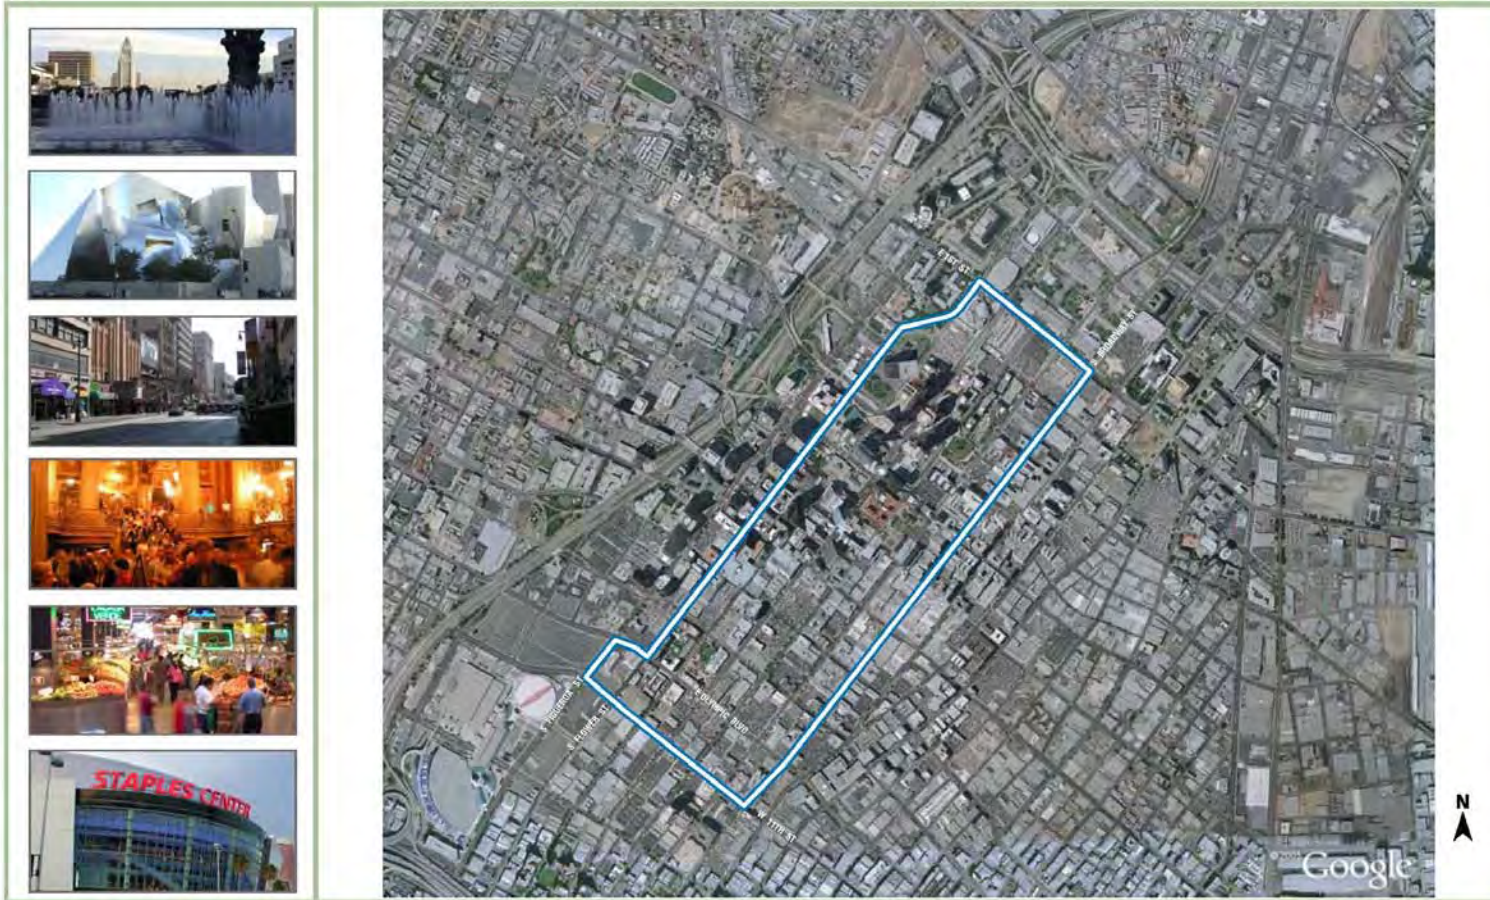 STAPLES CENTER
E 1ST ST
S BROADWAY ST
S FIGUEROA ST
S FLOWER ST
E OLYMPIC BLVD
W 11TH ST
N
Google